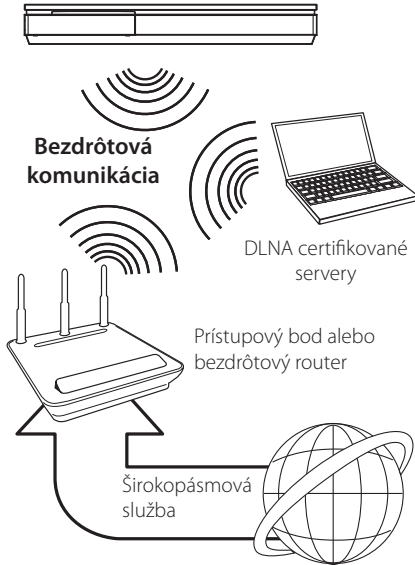 Bezdrôtová
komunikácia
DLNA certifikované
servery
Prístupový bod alebo
bezdrôtový router
Širokopásmová
služba